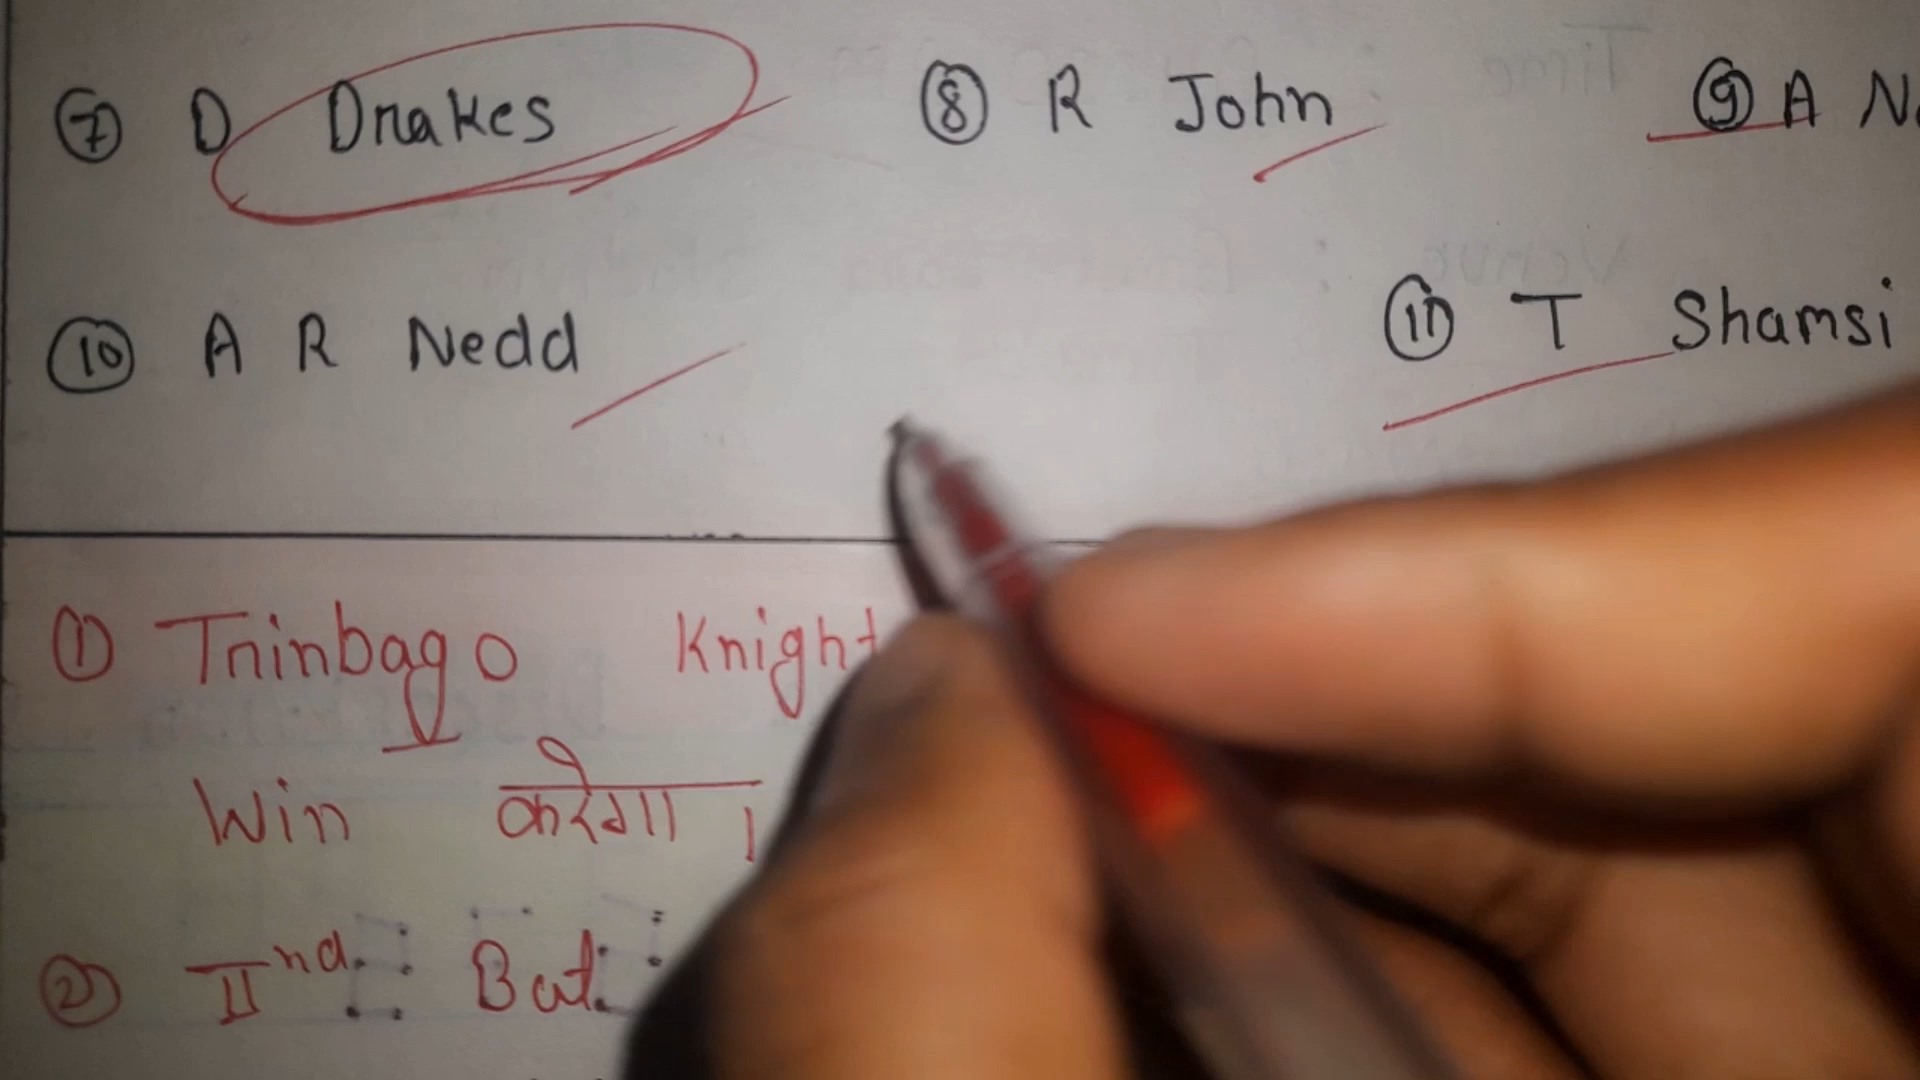 7 D Drakes 8 R John 9 A
10 A R Nedd 11 T Shamsi
1 Trinbago Knight
Win करेगा ।
2 IInd Bat